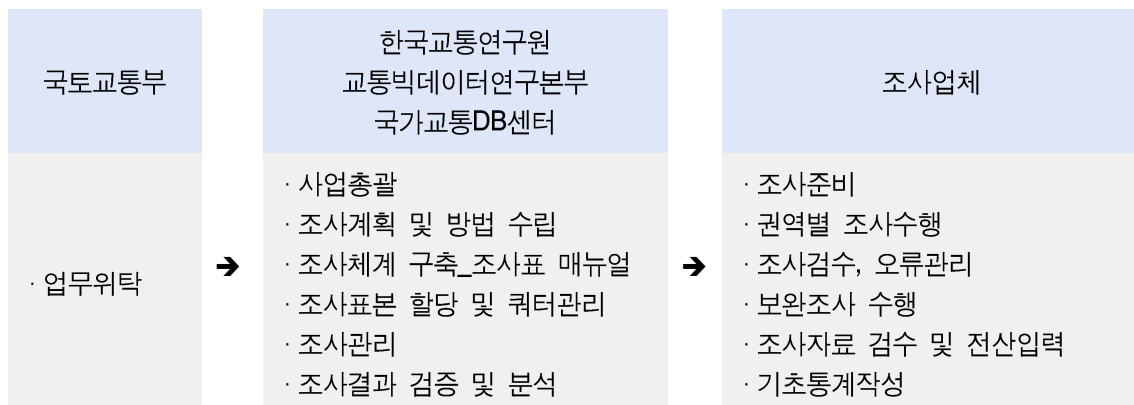 국토교통부
· 업무위탁
한국교통연구원
교통빅데이터연구본부
국가교통DB센터
· 사업총괄
· 조사계획 및 방법 수립
· 조사체계 구축_조사표 매뉴얼
· 조사표본 할당 및 쿼터관리
· 조사관리
· 조사결과 검증 및 분석
조사업체
· 조사준비
· 권역별 조사수행
· 조사검수, 오류관리
· 보완조사 수행
· 조사자료 검수 및 전산입력
· 기초통계작성